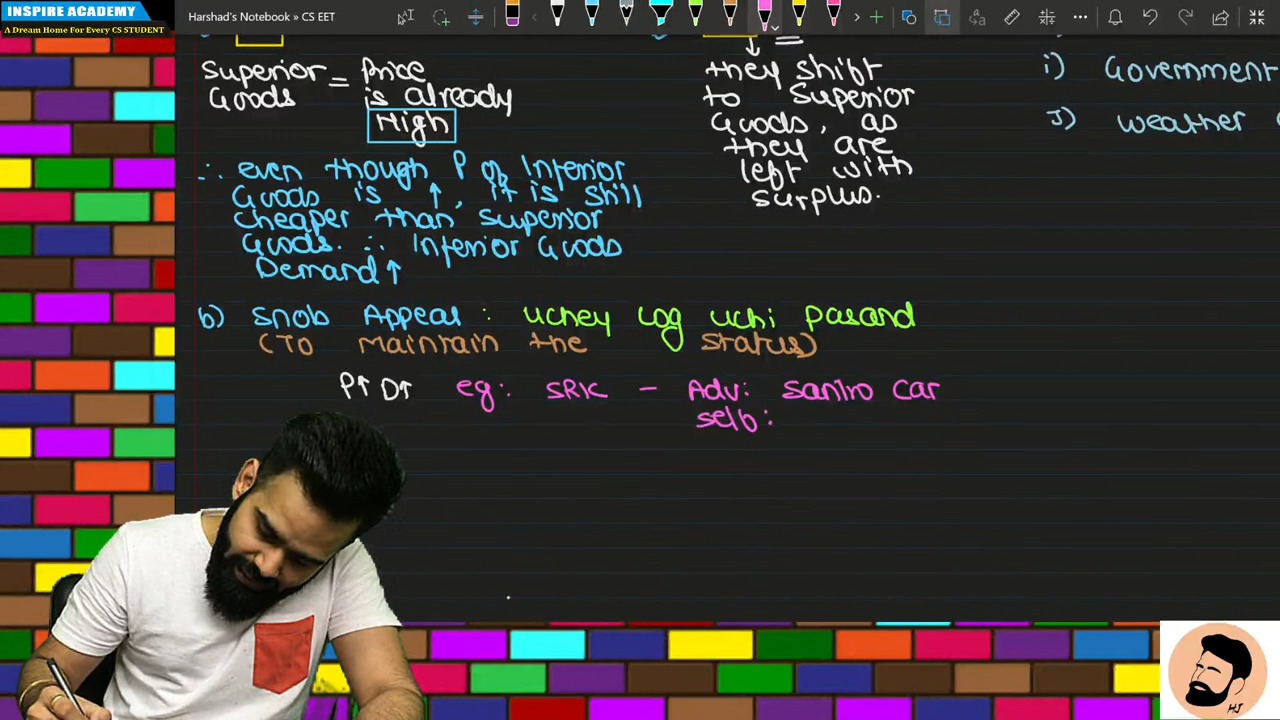 INSPIRE ACADEMY
A Dream Home For Every CS STUDENT
Harshad's Notebook » CS EET
Superior Goods = Price is already High
∴ even though P of Inferior
Goods is ↑, it is still
cheaper than superior
Goods. ∴ Inferior Goods
Demand ↑
they shift
to superior
Goods, as
they are
left with
surplus.
i) Government
J) weather
b) Snob Appeal : uchey log uchi pasand
(To Maintain the status)
P↑ D↑ eg: SRK - Adv: santro car
self:
HJ